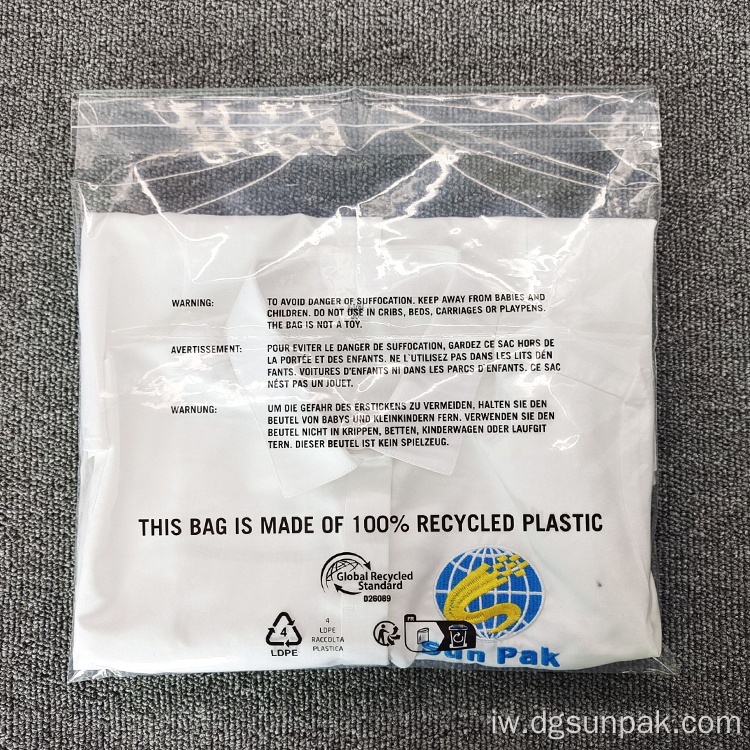 WARNING: TO AVOID DANGER OF SUFFOCATION. KEEP AWAY FROM BABIES AND
CHILDREN. DO NOT USE IN CRIBS, BEDS, CARRIAGES OR PLAYPENS.
THE BAG IS NOT A TOY.
AVERTISSEMENT: POUR EVITER LE DANGER DE SUFFOCATION, GARDEZ CE SAC HORS DE
LA PORTÉE ET DES ENFANTS. NE L'UTILISEZ PAS DANS LES LITS DÉN
FANTS. VOITURES D'ENFANTS NI DANS LES PARCS D'ENFANTS. CE SAC
NÉST PAS UN JOUET.
WARNUNG: UM DIE GEFAHR DES ERSTICKENS ZU VERMEIDEN, HALTEN SIE DEN
BEUTEL VON BABYS UND KLEINKINDERN FERN. VERWENDEN SIE DEN
BEUTEL NICHT IN KRIPPEN, BETTEN, KINDERWAGEN ODER LAUFGIT
TERN. DIESER BEUTEL IST KEIN SPIELZEUG.
THIS BAG IS MADE OF 100% RECYCLED PLASTIC
Global Recycled
Standard
D26089
4
LDPE
4
LDPE
RACCOLTA
PLASTICA
FR
Sun Pak
iw.dgsunpak.com